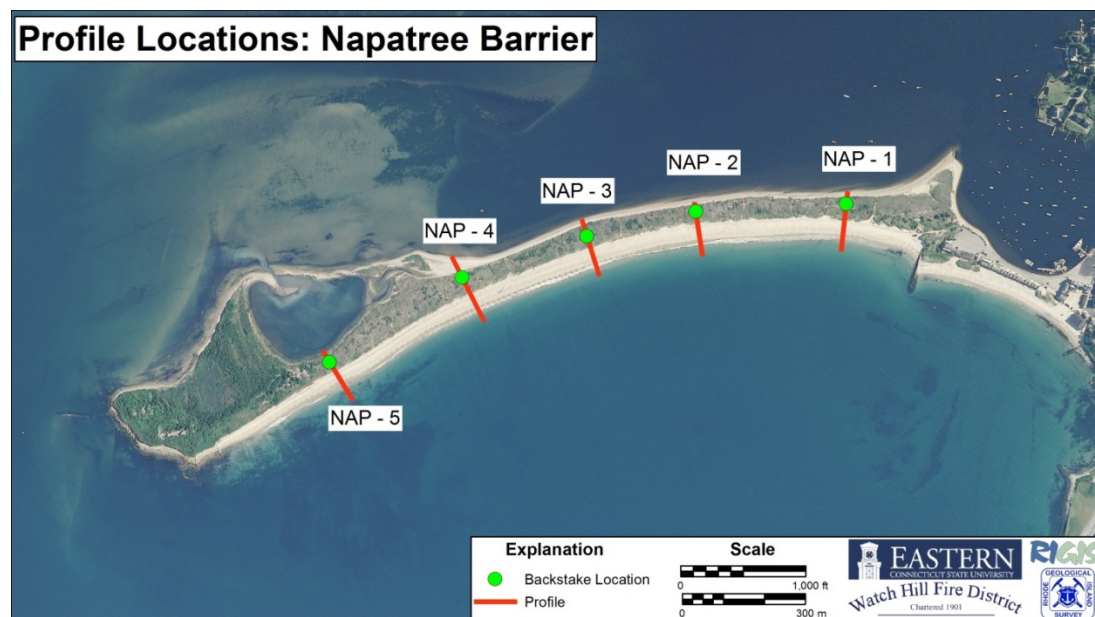 Profile Locations: Napatree Barrier
NAP - 1
NAP - 2
NAP - 3
NAP - 4
NAP - 5
Explanation
Backstake Location
Profile
Scale
0
1,000 ft
0
300 m
EASTERN
CONNECTICUT STATE UNIVERSITY
Watch Hill Fire District
Chartered 1901
RIGIS
RHODE ISLAND
GEOLOGICAL
SURVEY